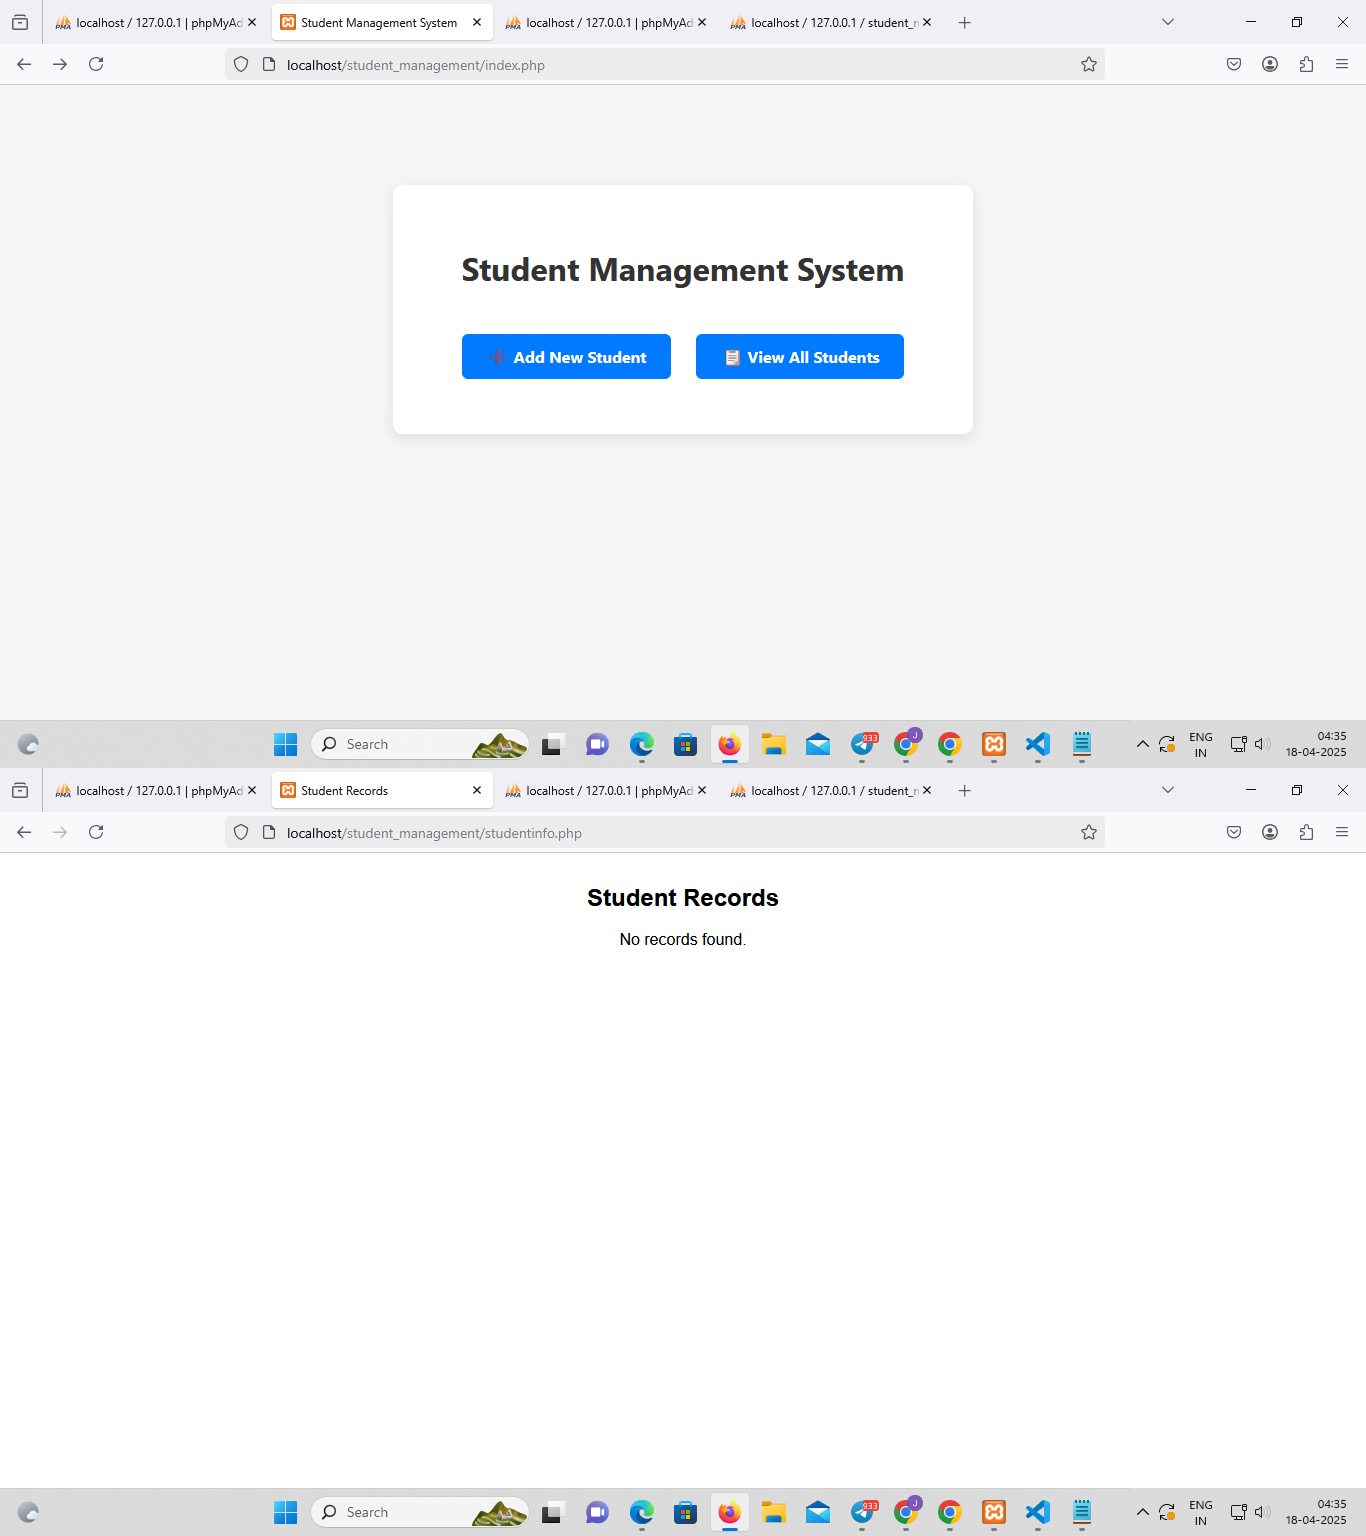 localhost / 127.0.0.1 | phpMyAd
Student Management System
localhost / 127.0.0.1 | phpMyAd
localhost / 127.0.0.1 / student_n
localhost/student_management/index.php
Student Management System
➕ Add New Student
📋 View All Students
Search
933
J
ENG
IN
04:35
18-04-2025
localhost / 127.0.0.1 | phpMyAd
Student Records
localhost / 127.0.0.1 | phpMyAd
localhost / 127.0.0.1 / student_n
localhost/student_management/studentinfo.php
Student Records
No records found.
Search
933
J
ENG
IN
04:35
18-04-2025